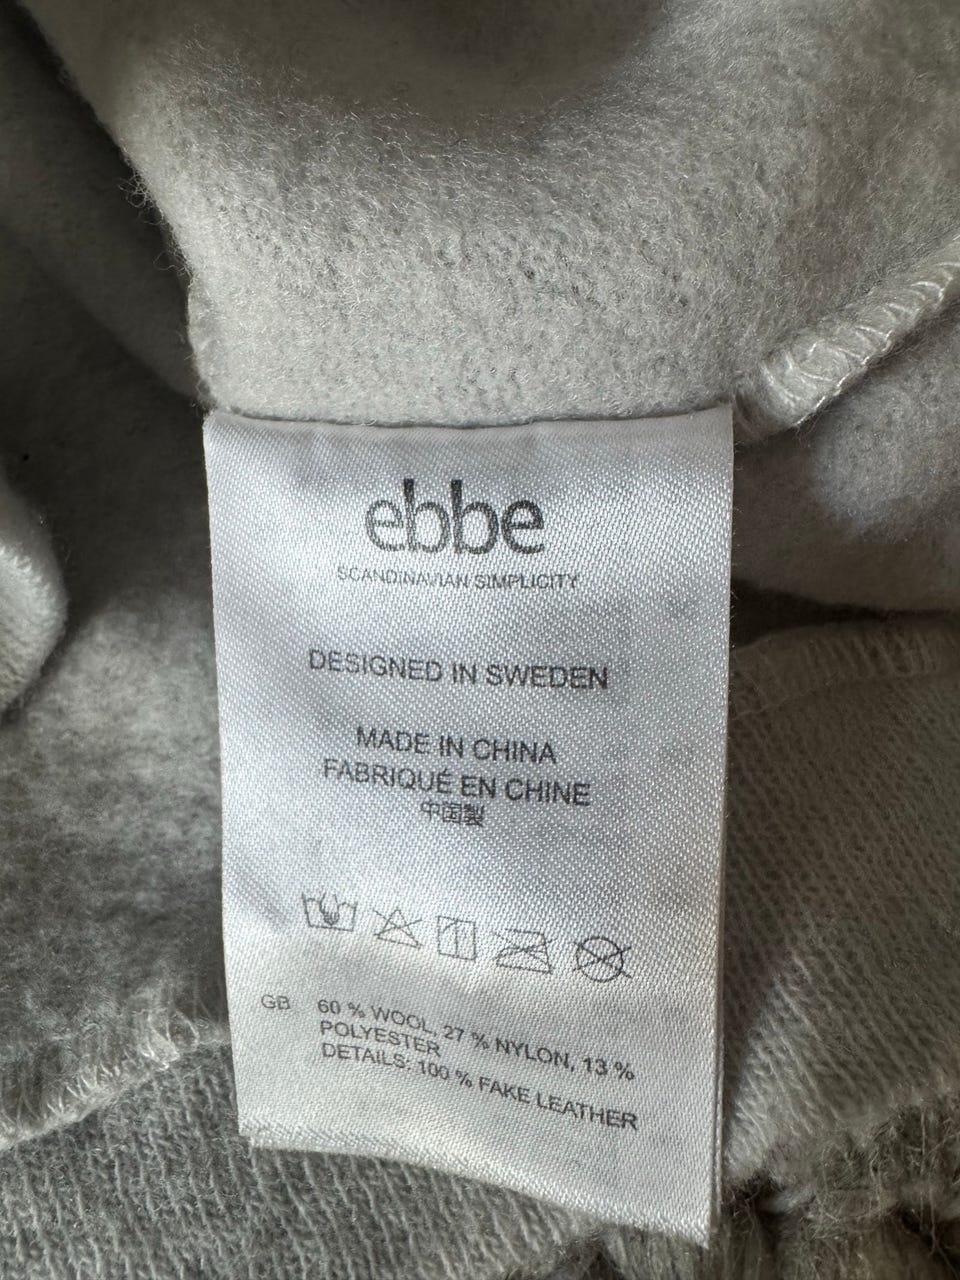 ebbe
SCANDINAVIAN SIMPLICITY
DESIGNED IN SWEDEN
MADE IN CHINA
FABRIQUÉ EN CHINE
中国製
GB 60 % WOOL, 27 % NYLON, 13 %
POLYESTER
DETAILS: 100 % FAKE LEATHER